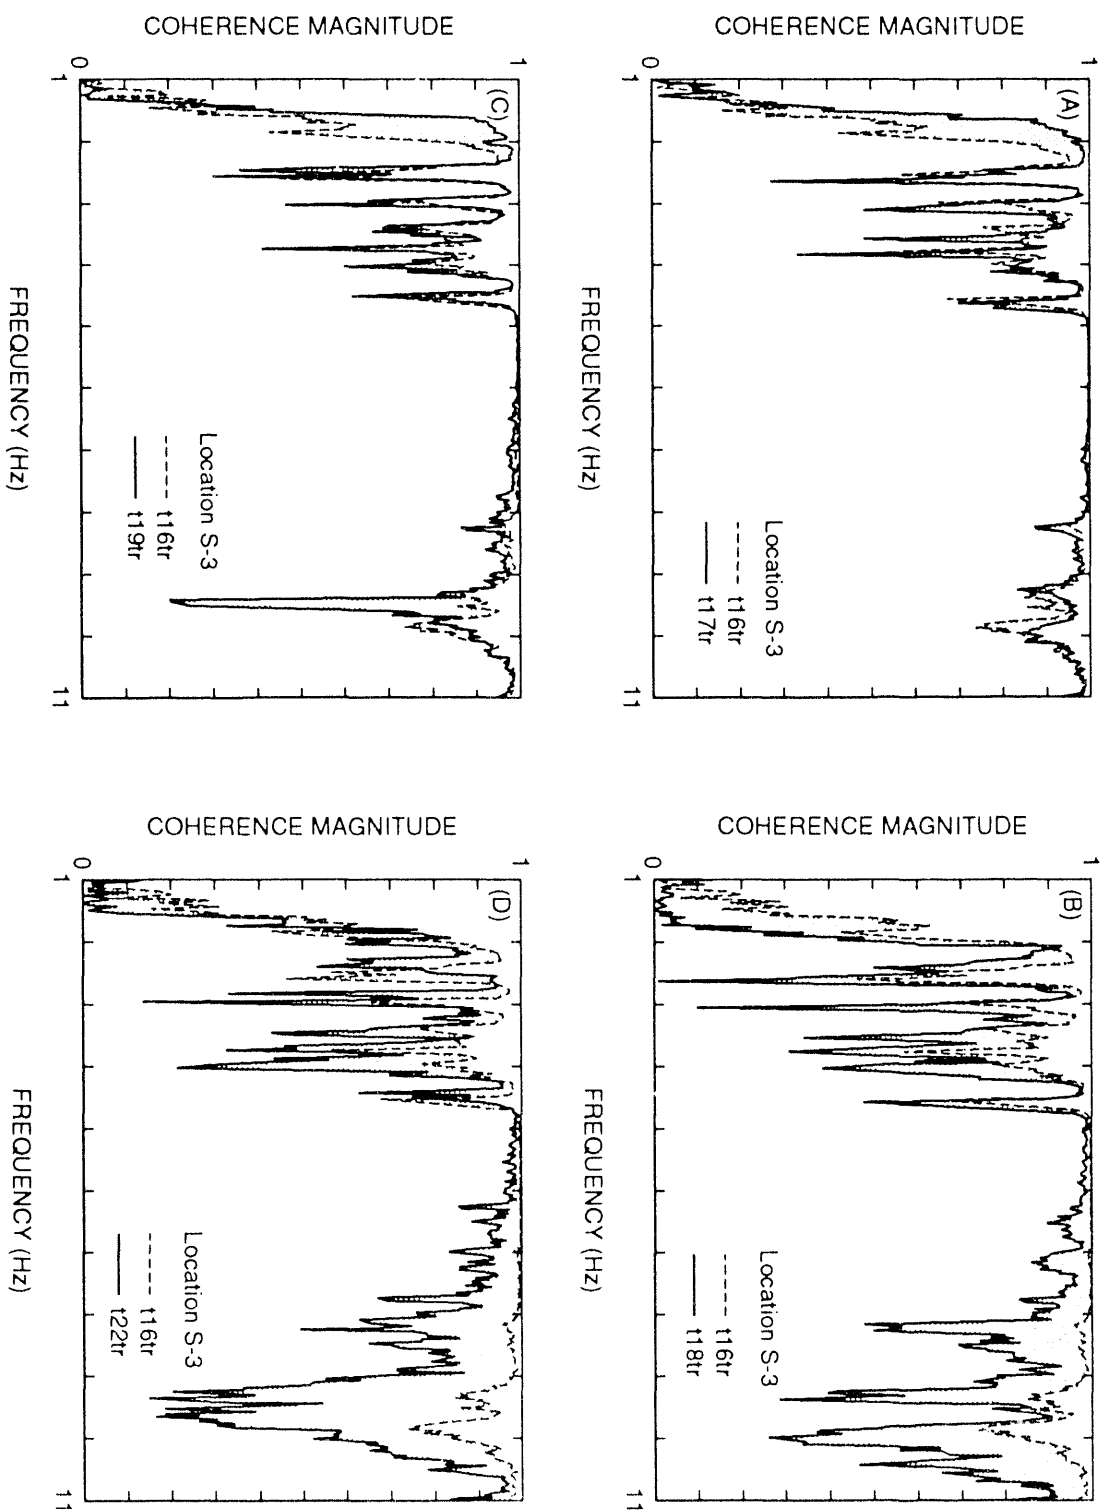 (A)
COHERENCE MAGNITUDE
1
0
1
11
FREQUENCY (Hz)
Location S-3
t16tr
t17tr
(B)
COHERENCE MAGNITUDE
1
0
1
11
FREQUENCY (Hz)
Location S-3
t16tr
t18tr
(C)
COHERENCE MAGNITUDE
1
0
1
11
FREQUENCY (Hz)
Location S-3
t16tr
t19tr
(D)
COHERENCE MAGNITUDE
1
0
1
11
FREQUENCY (Hz)
Location S-3
t16tr
t22tr